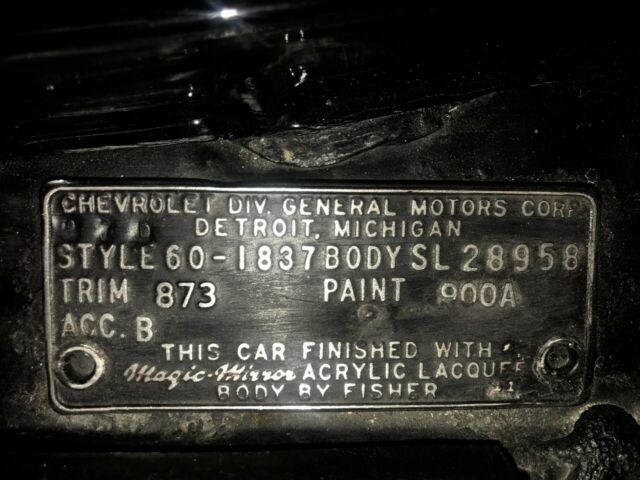 CHEVROLET DIV. GENERAL MOTORS CORP
DETROIT, MICHIGAN
STYLE 60-1837 BODY SL 28958
TRIM 873 PAINT 900A
ACC. B
THIS CAR FINISHED WITH
Magic-Mirror ACRYLIC LACQUER
BODY BY FISHER